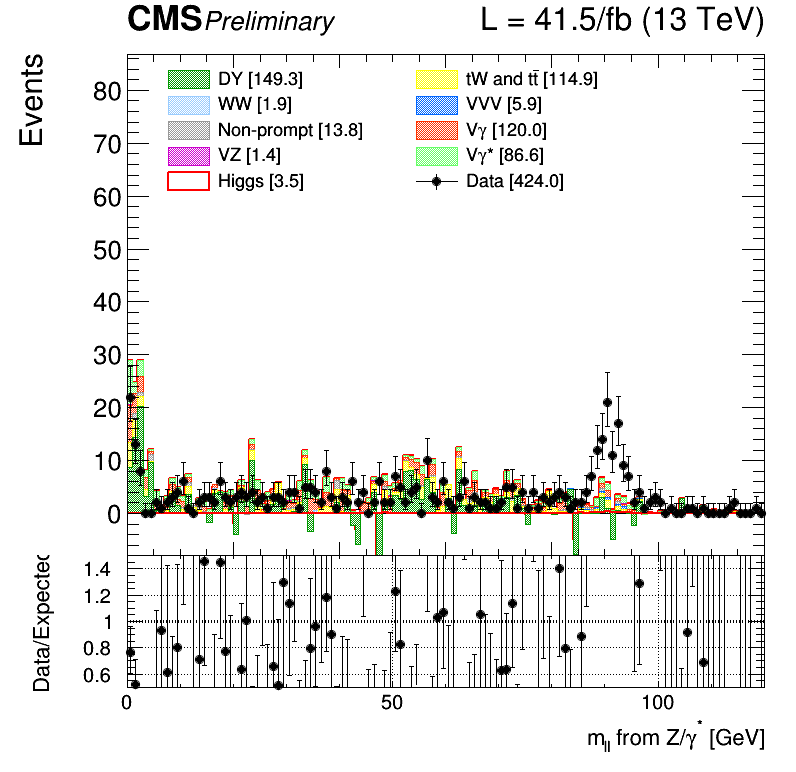 CMS Preliminary L = 41.5/fb (13 TeV)
Events
DY [149.3] tW and tt̄ [114.9]
WW [1.9] VVV [5.9]
Non-prompt [13.8] Vγ [120.0]
VZ [1.4] Vγ* [86.6]
Higgs [3.5] Data [424.0]
80
70
60
50
40
30
20
10
0
Data/Expected
1.4
1.2
1
0.8
0.6
0 50 100
m_ll from Z/γ* [GeV]